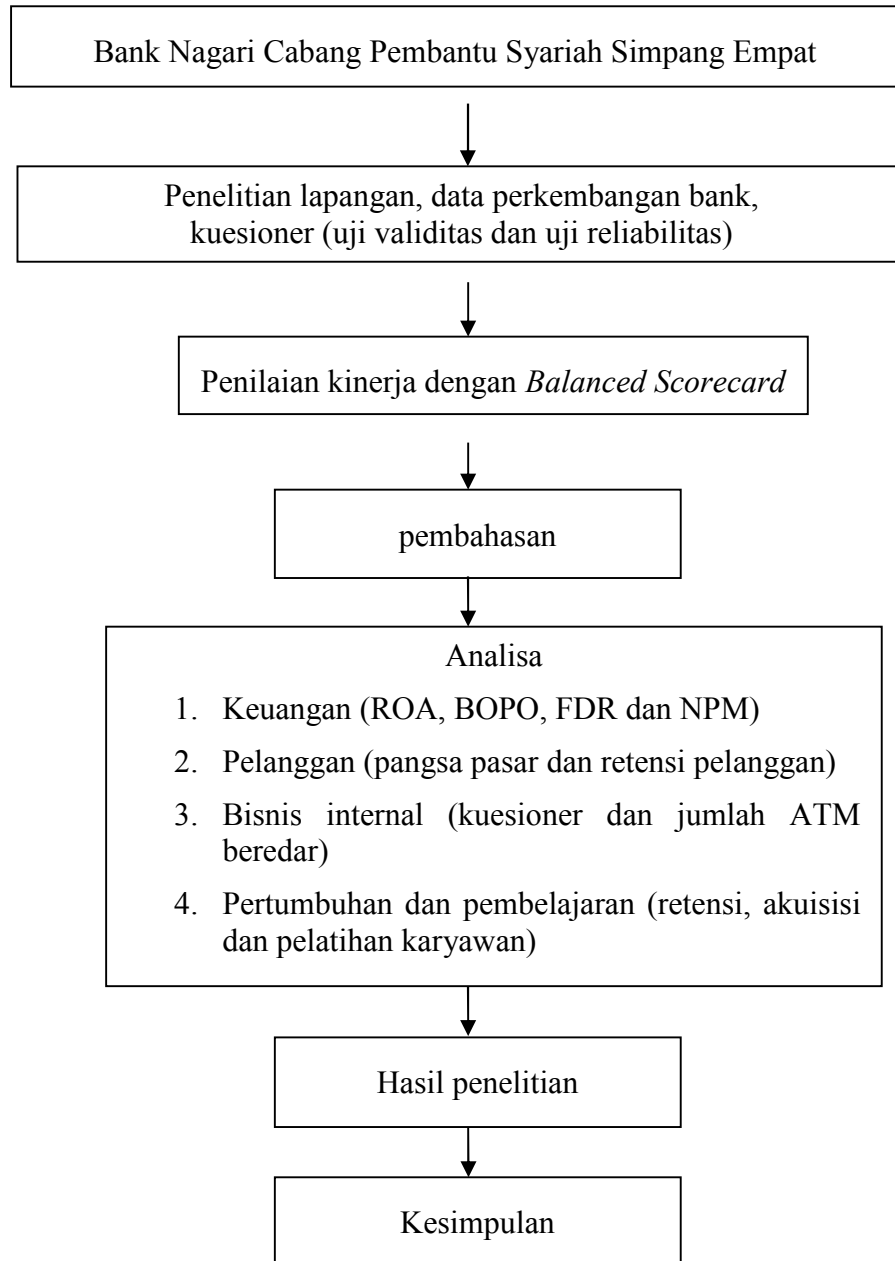 Bank Nagari Cabang Pembantu Syariah Simpang Empat
Penelitian lapangan, data perkembangan bank,
kuesioner (uji validitas dan uji reliabilitas)
Penilaian kinerja dengan Balanced Scorecard
pembahasan
Analisa
1. Keuangan (ROA, BOPO, FDR dan NPM)
2. Pelanggan (pangsa pasar dan retensi pelanggan)
3. Bisnis internal (kuesioner dan jumlah ATM
beredar)
4. Pertumbuhan dan pembelajaran (retensi, akuisisi
dan pelatihan karyawan)
Hasil penelitian
Kesimpulan